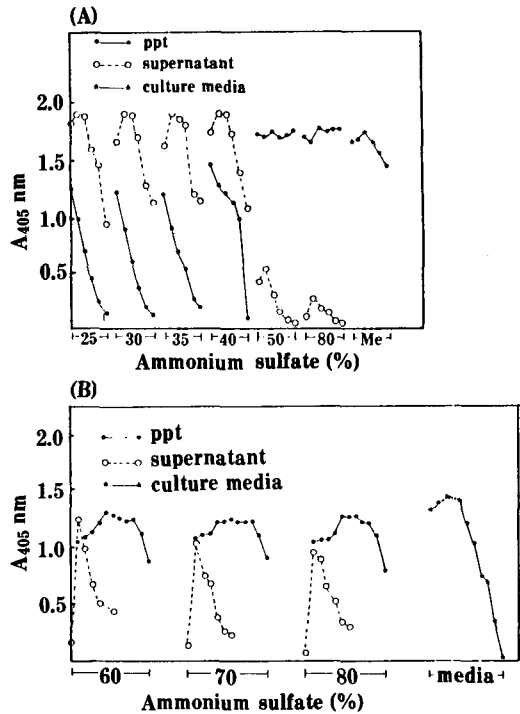 (A)
ppt
supernatant
culture media
2.0
1.5
1.0
0.5
A405 nm
25 30 35 40 50 80 Me
Ammonium sulfate (%)
(B)
ppt
supernatant
culture media
2.0
1.5
1.0
0.5
A405 nm
60 70 80 media
Ammonium sulfate (%)